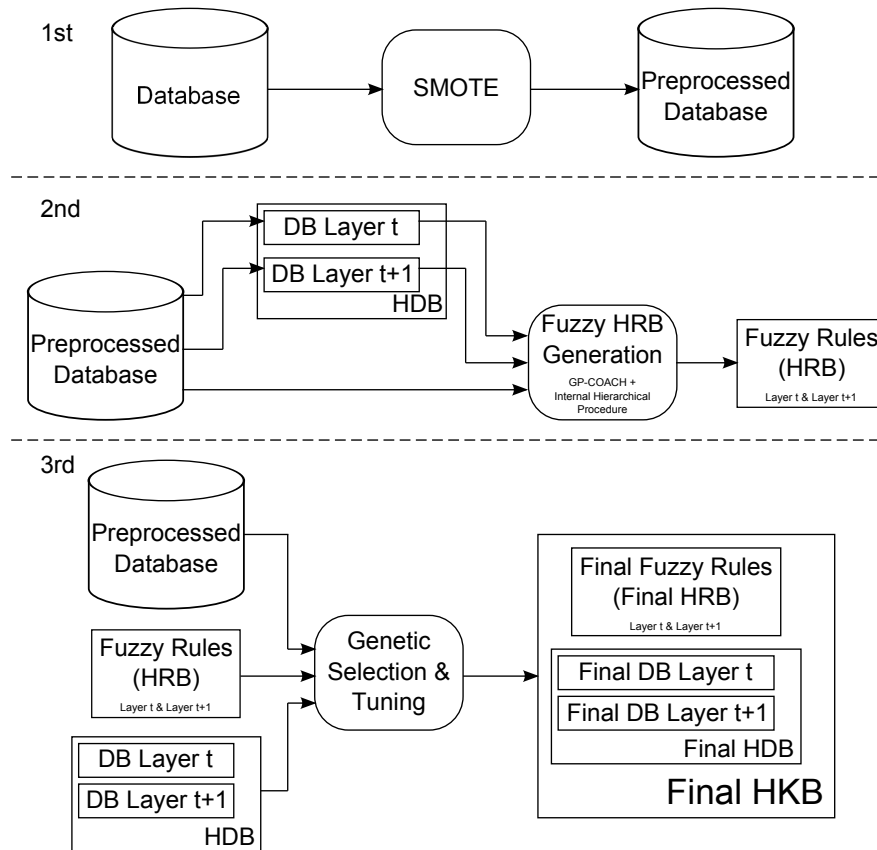 1st
Database
SMOTE
Preprocessed
Database
2nd
DB Layer t
DB Layer t+1
HDB
Preprocessed
Database
Fuzzy HRB
Generation
GP-COACH +
Internal Hierarchical
Procedure
Fuzzy Rules
(HRB)
Layer t & Layer t+1
3rd
Preprocessed
Database
Fuzzy Rules
(HRB)
Layer t & Layer t+1
DB Layer t
DB Layer t+1
HDB
Genetic
Selection &
Tuning
Final Fuzzy Rules
(Final HRB)
Layer t & Layer t+1
Final DB Layer t
Final DB Layer t+1
Final HDB
Final HKB